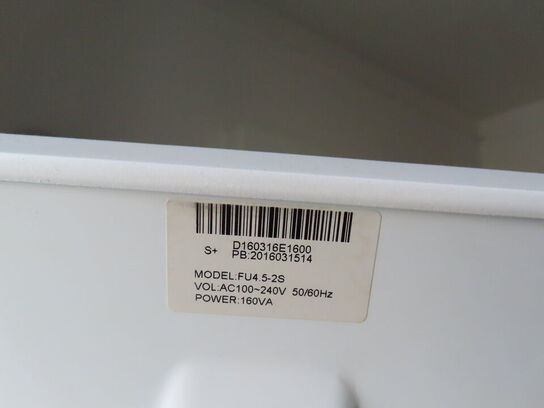 D160316E1600
S+ PB:2016031514
MODEL:FU4.5-2S
VOL:AC100~240V 50/60Hz
POWER:160VA